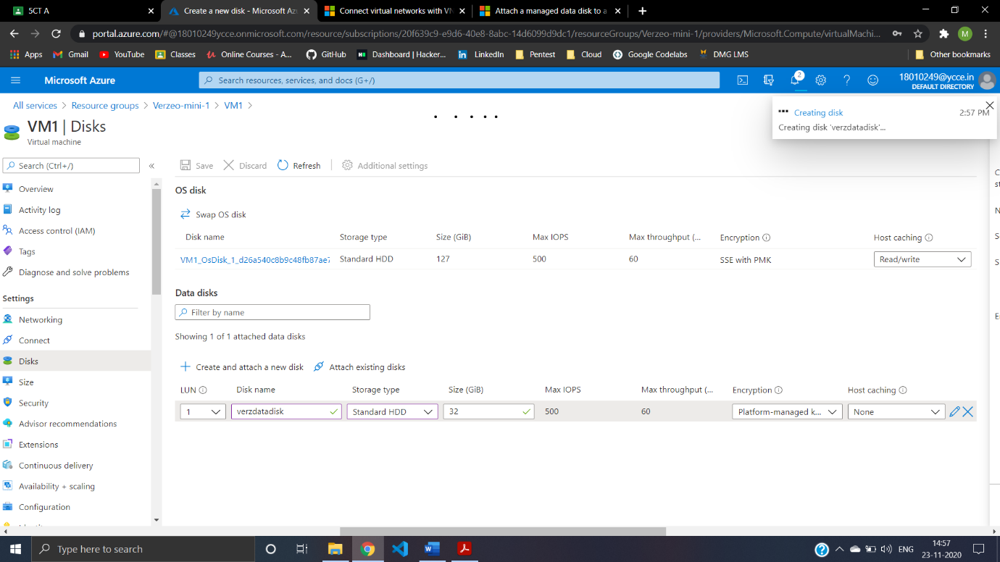 5CT A
Create a new disk - Microsoft Az
Connect virtual networks with VN
Attach a managed data disk to a
portal.azure.com/#@18010249ycce.onmicrosoft.com/resource/subscriptions/20f639c9-e9d6-40e8-8abc-14d6099d9dc1/resourceGroups/Verzeo-mini-1/providers/Microsoft.Compute/virtualMachi...
M
Apps Gmail YouTube Classes Online Courses - A... GitHub Dashboard | Hacker... LinkedIn Pentest Cloud Google Codelabs DMG LMS Other bookmarks
Microsoft Azure
Search resources, services, and docs (G+/)
2
18010249@ycce.in
DEFAULT DIRECTORY
All services > Resource groups > Verzeo-mini-1 > VM1 >
Creating disk 2:57 PM
Creating disk 'verzdatadisk'...
VM1 | Disks
Virtual machine
Search (Ctrl+/)
«
Save Discard Refresh Additional settings
Overview
Activity log
Access control (IAM)
Tags
Diagnose and solve problems
Settings
Networking
Connect
Disks
Size
Security
Advisor recommendations
Extensions
Continuous delivery
Availability + scaling
Configuration
OS disk
Swap OS disk
Disk name Storage type Size (GiB) Max IOPS Max throughput (... Encryption Host caching
VM1_OsDisk_1_d26a540c8b9c48fb87ae7 Standard HDD 127 500 60 SSE with PMK Read/write
Data disks
Filter by name
Showing 1 of 1 attached data disks
Create and attach a new disk Attach existing disks
LUN Disk name Storage type Size (GiB) Max IOPS Max throughput (... Encryption Host caching
1 verzdatadisk Standard HDD 32 500 60 Platform-managed k... None
Type here to search
ENG
14:57
23-11-2020